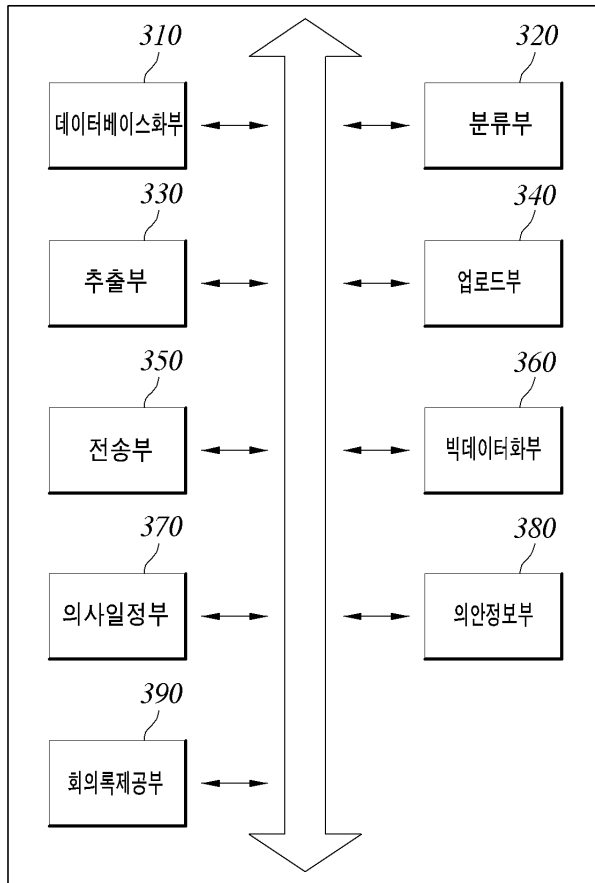 310
데이터베이스화부
320
분류부
330
추출부
340
업로드부
350
전송부
360
빅데이터화부
370
의사일정부
380
의안정보부
390
회의록제공부